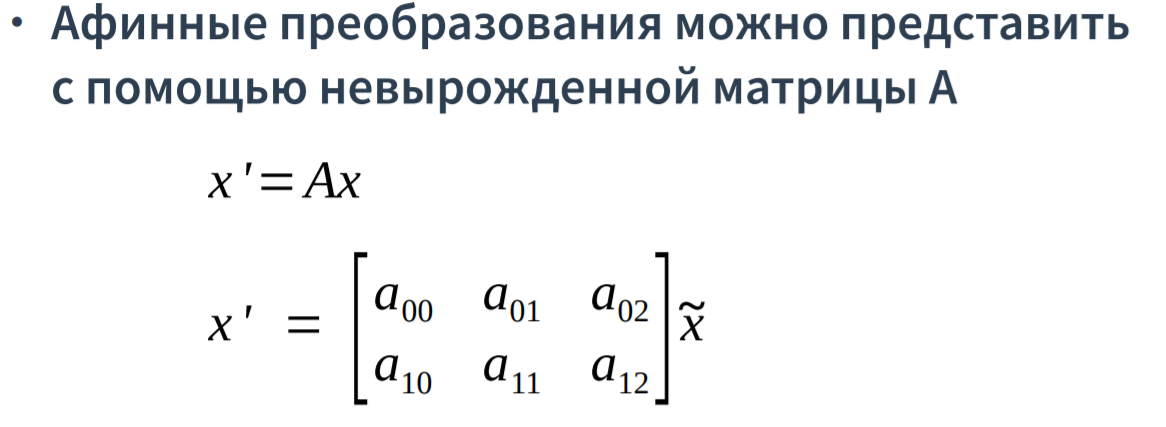 • Афинные преобразования можно представить
с помощью невырожденной матрицы A
x ′= Ax
x ′ = [ a₀₀ a₀₁ a₀₂
a₁₀ a₁₁ a₁₂ ] x̃